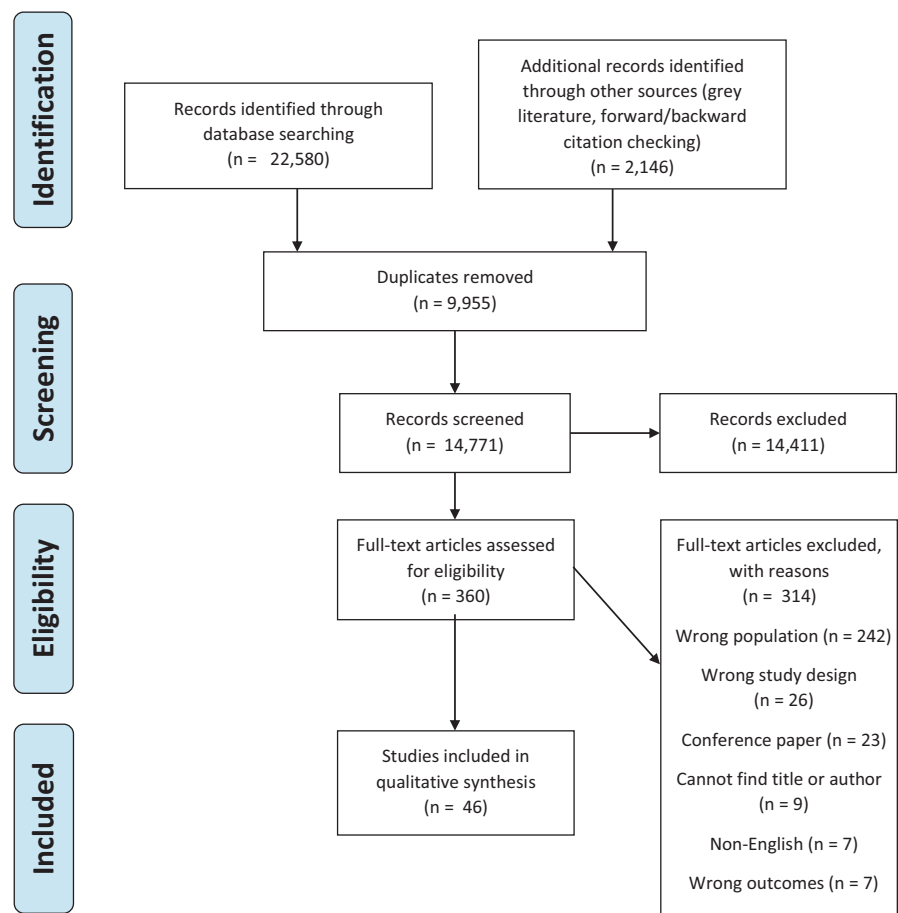 Identification
Records identified through
database searching
(n = 22,580)
Additional records identified
through other sources (grey
literature, forward/backward
citation checking)
(n = 2,146)
Duplicates removed
(n = 9,955)
Screening
Records screened
(n = 14,771)
Records excluded
(n = 14,411)
Eligibility
Full-text articles assessed
for eligibility
(n = 360)
Full-text articles excluded,
with reasons
(n = 314)
Wrong population (n = 242)
Wrong study design
(n = 26)
Conference paper (n = 23)
Cannot find title or author
(n = 9)
Non-English (n = 7)
Wrong outcomes (n = 7)
Included
Studies included in
qualitative synthesis
(n = 46)